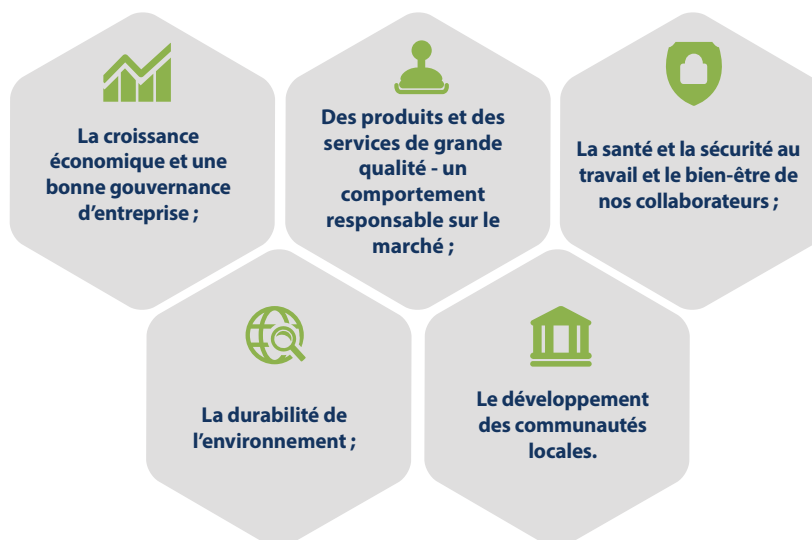 La croissance
économique et une
bonne gouvernance
d’entreprise ;
Des produits et des
services de grande
qualité - un
comportement
responsable sur le
marché ;
La santé et la sécurité au
travail et le bien-être de
nos collaborateurs ;
La durabilité de
l’environnement ;
Le développement
des communautés
locales.